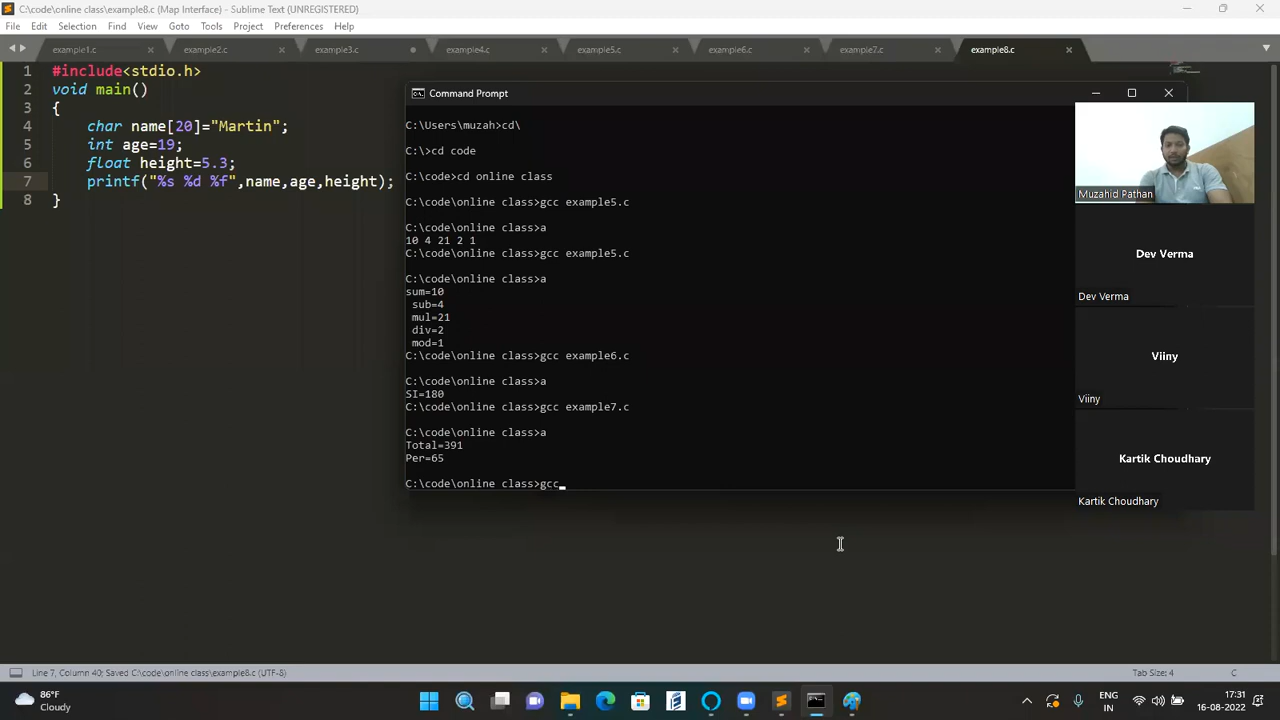 C:\code\online class\example8.c (Map Interface) - Sublime Text (UNREGISTERED)
File Edit Selection Find View Goto Tools Project Preferences Help
example1.c example2.c example3.c example4.c example5.c example6.c example7.c example8.c
1 #include<stdio.h>
2 void main()
3 {
4 char name[20]="Martin";
5 int age=19;
6 float height=5.3;
7 printf("%s %d %f",name,age,height);
8 }
Command Prompt
C:\Users\muzah>cd\
C:\>cd code
C:\code>cd online class
C:\code\online class>gcc example5.c
C:\code\online class>a
10 4 21 2 1
C:\code\online class>gcc example5.c
C:\code\online class>a
sum=10
sub=4
mul=21
div=2
mod=1
C:\code\online class>gcc example6.c
C:\code\online class>a
SI=180
C:\code\online class>gcc example7.c
C:\code\online class>a
Total=391
Per=65
C:\code\online class>gcc
Muzahid Pathan
Dev Verma
Dev Verma
Viiny
Viiny
Kartik Choudhary
Kartik Choudhary
Line 7, Column 40; Saved C:\code\online class\example8.c (UTF-8)
Tab Size: 4 C
86°F
Cloudy
ENG
IN
17:31
16-08-2022